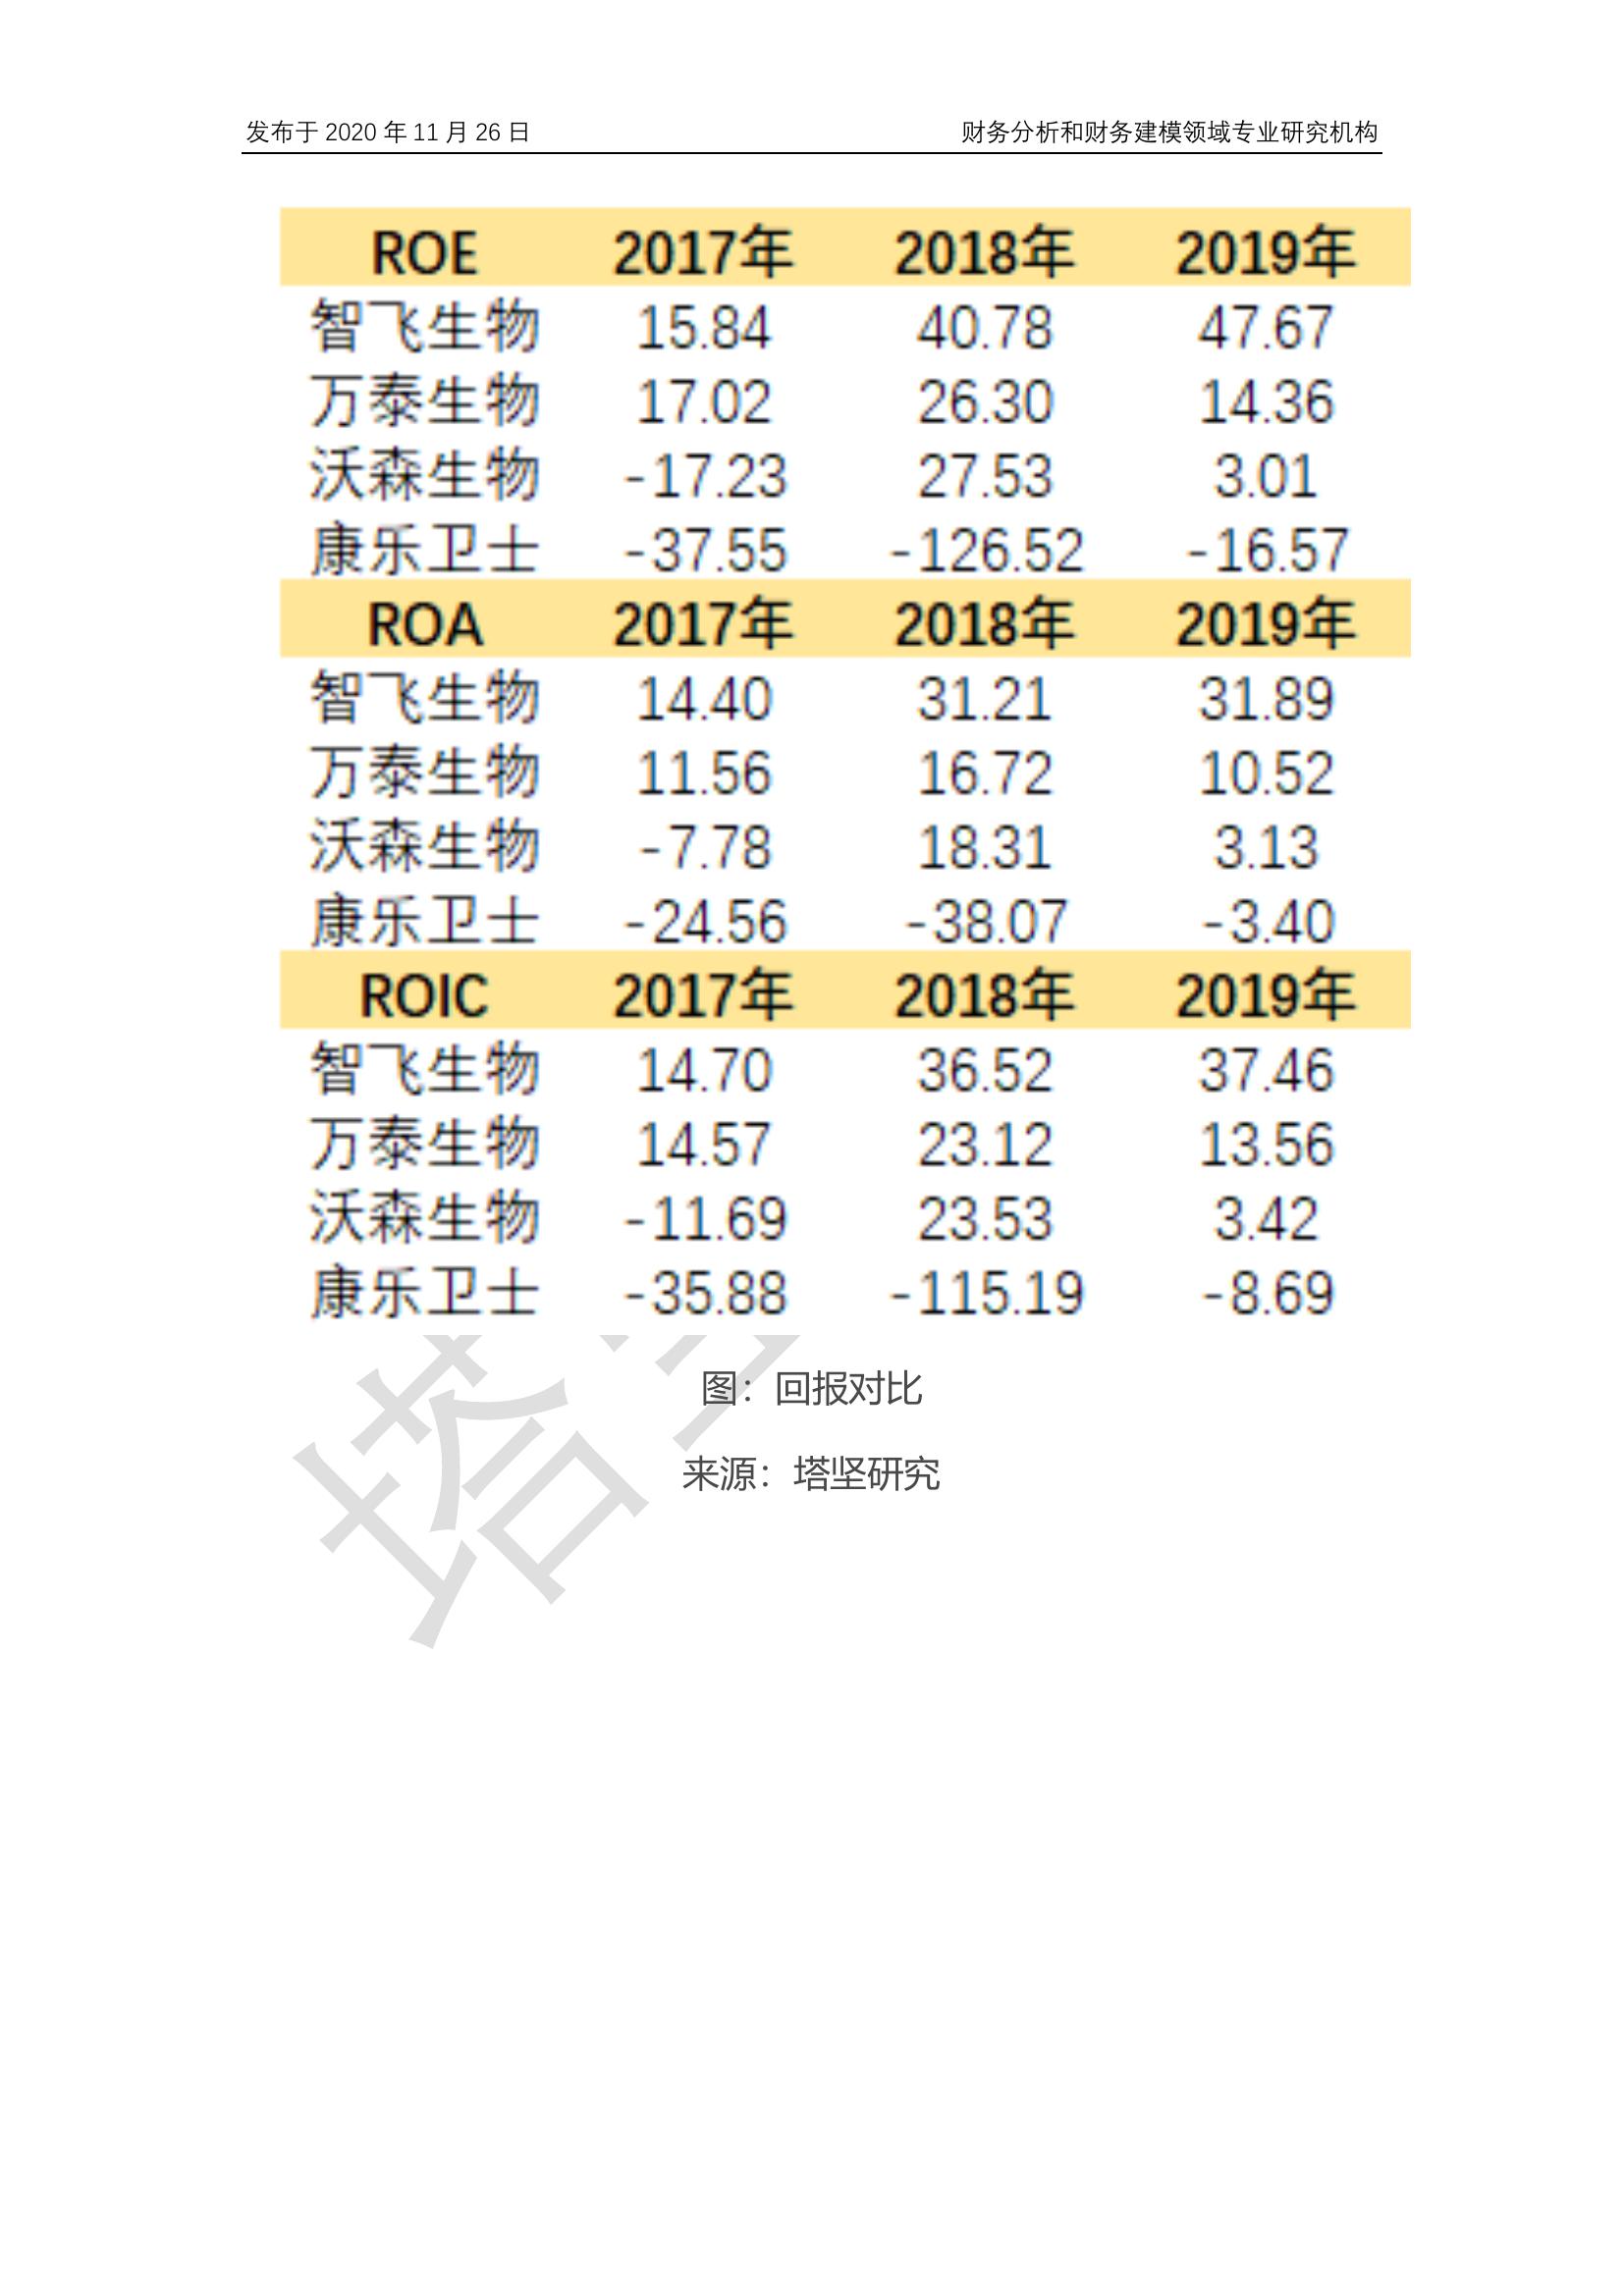 发布于 2020 年 11 月 26 日 财务分析和财务建模领域专业研究机构
ROE 2017年 2018年 2019年
智飞生物 15.84 40.78 47.67
万泰生物 17.02 26.30 14.36
沃森生物 -17.23 27.53 3.01
康乐卫士 -37.55 -126.52 -16.57
ROA 2017年 2018年 2019年
智飞生物 14.40 31.21 31.89
万泰生物 11.56 16.72 10.52
沃森生物 -7.78 18.31 3.13
康乐卫士 -24.56 -38.07 -3.40
ROIC 2017年 2018年 2019年
智飞生物 14.70 36.52 37.46
万泰生物 14.57 23.12 13.56
沃森生物 -11.69 23.53 3.42
康乐卫士 -35.88 -115.19 -8.69
图：回报对比
来源：塔坚研究
塔